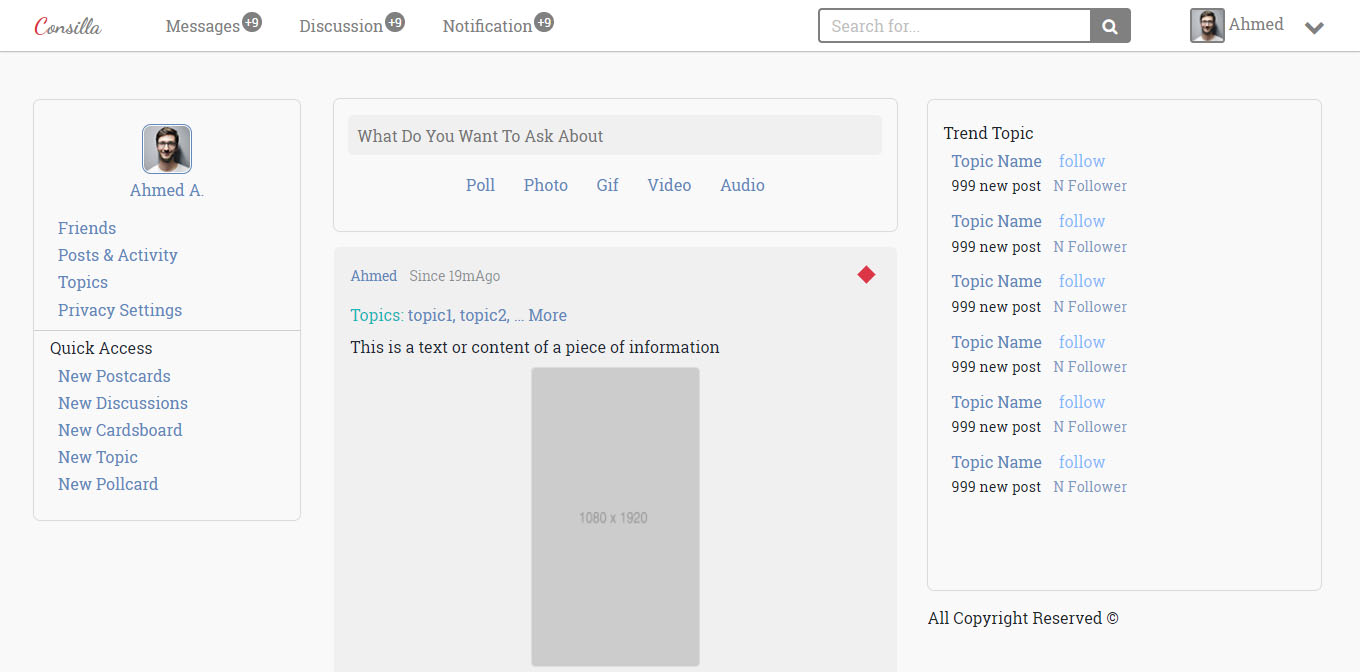 Consilla Messages +9 Discussion +9 Notification +9 Search for... Ahmed
Ahmed A.
Friends
Posts & Activity
Topics
Privacy Settings
Quick Access
New Postcards
New Discussions
New Cardsboard
New Topic
New Pollcard
What Do You Want To Ask About
Poll Photo Gif Video Audio
Ahmed Since 19mAgo
Topics: topic1, topic2, ... More
This is a text or content of a piece of information
1080 x 1920
Trend Topic
Topic Name follow
999 new post N Follower
Topic Name follow
999 new post N Follower
Topic Name follow
999 new post N Follower
Topic Name follow
999 new post N Follower
Topic Name follow
999 new post N Follower
Topic Name follow
999 new post N Follower
All Copyright Reserved ©